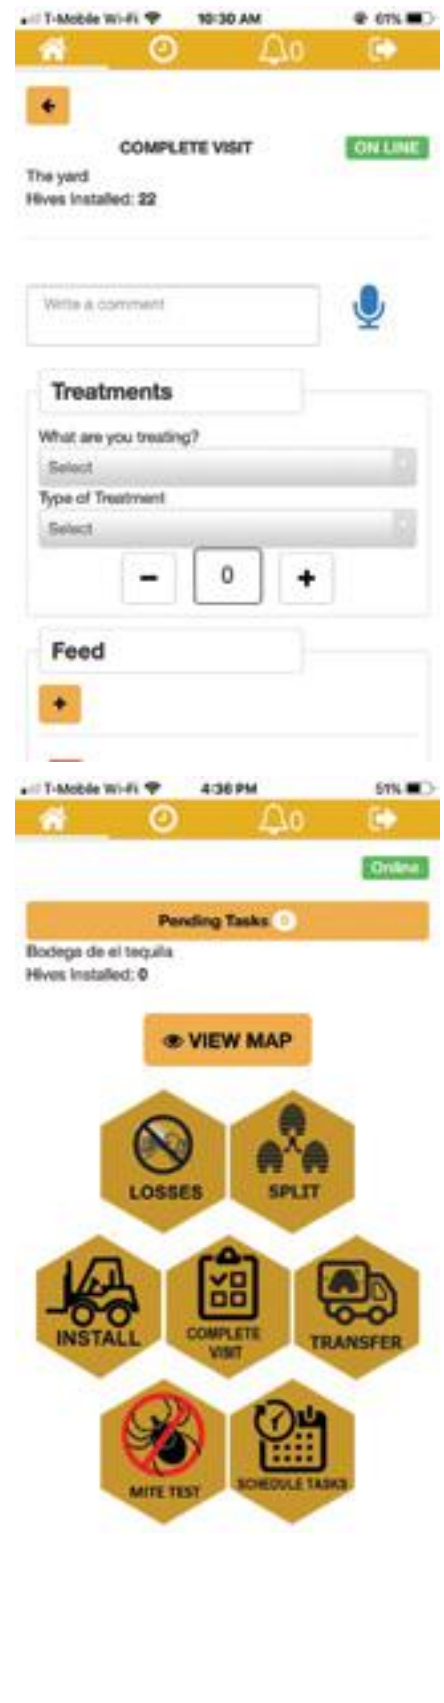 T-Mobile Wi-Fi 10:30 AM 61%
0
COMPLETE VISIT ON LINE
The yard
Hives Installed: 22
Write a comment
Treatments
What are you treating?
Select
Type of Treatment
Select
− 0 +
Feed
+
T-Mobile Wi-Fi 4:36 PM 51%
0
Online
Pending Tasks 0
Bodega de el tequila
Hives Installed: 0
VIEW MAP
LOSSES SPLIT
INSTALL COMPLETE VISIT TRANSFER
MITE TEST SCHEDULE TASKS